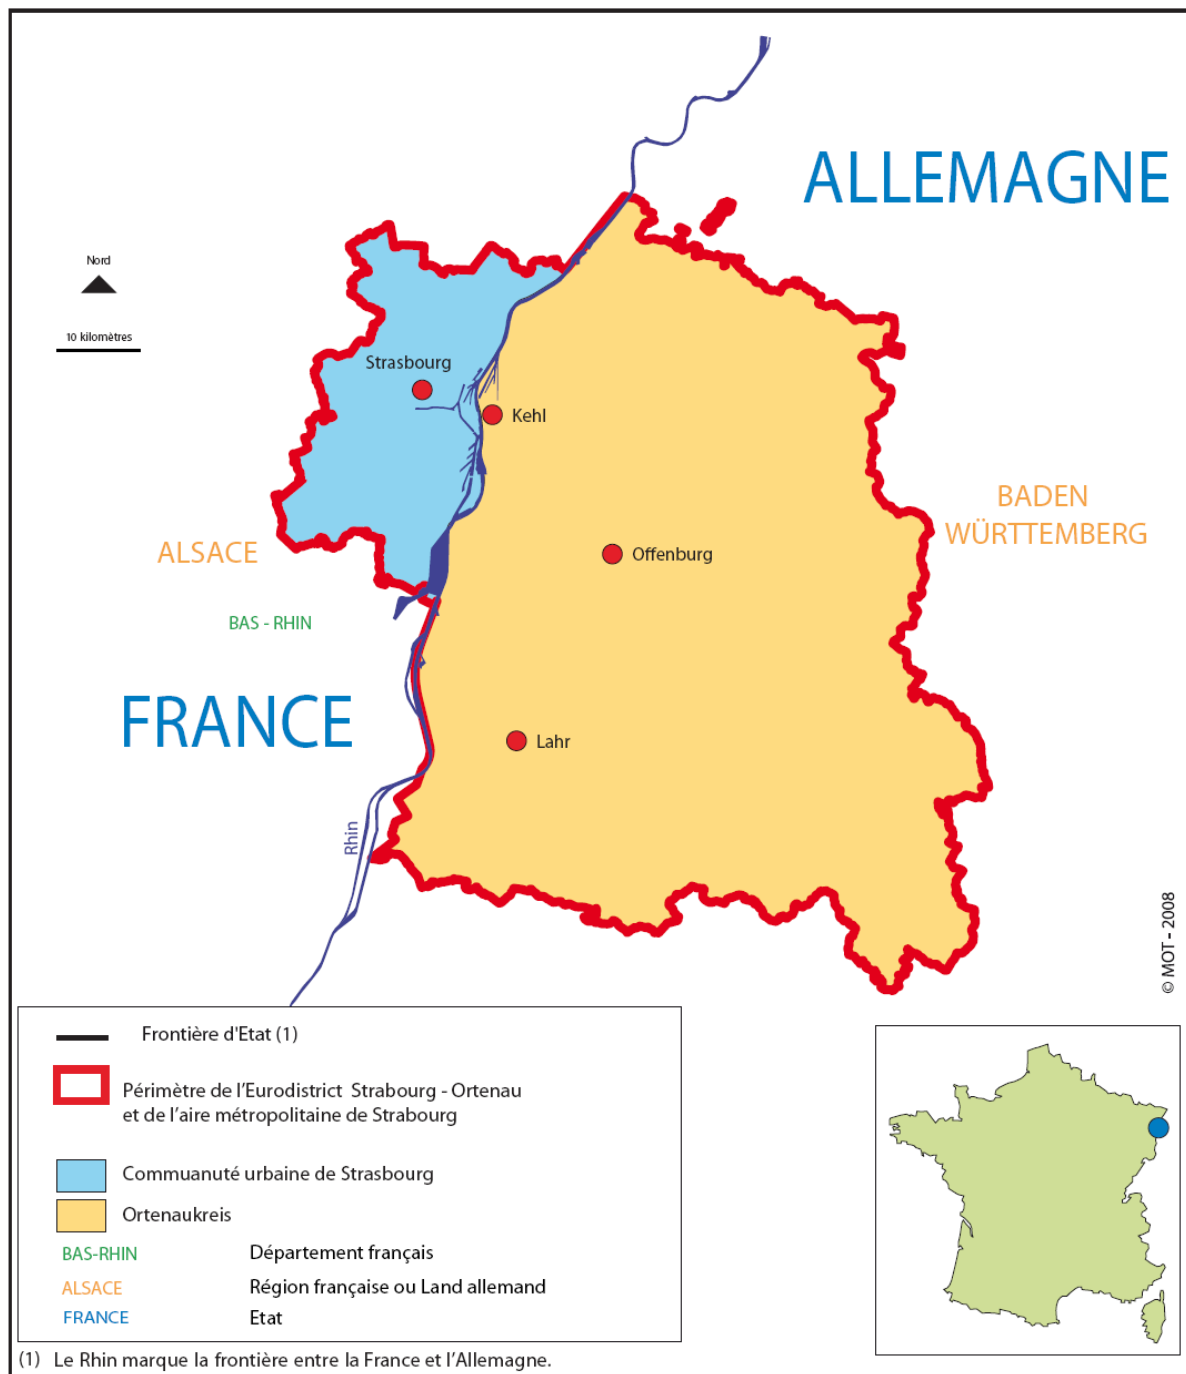 ALLEMAGNE
Nord
10 kilomètres
Strasbourg
Kehl
BADEN
WÜRTTEMBERG
ALSACE
Offenburg
BAS - RHIN
FRANCE
Lahr
Rhin
© MOT - 2008
Frontière d'Etat (1)
Périmètre de l'Eurodistrict Strabourg - Ortenau
et de l'aire métropolitaine de Strabourg
Commuanuté urbaine de Strasbourg
Ortenaukreis
BAS-RHIN Département français
ALSACE Région française ou Land allemand
FRANCE Etat
(1) Le Rhin marque la frontière entre la France et l'Allemagne.